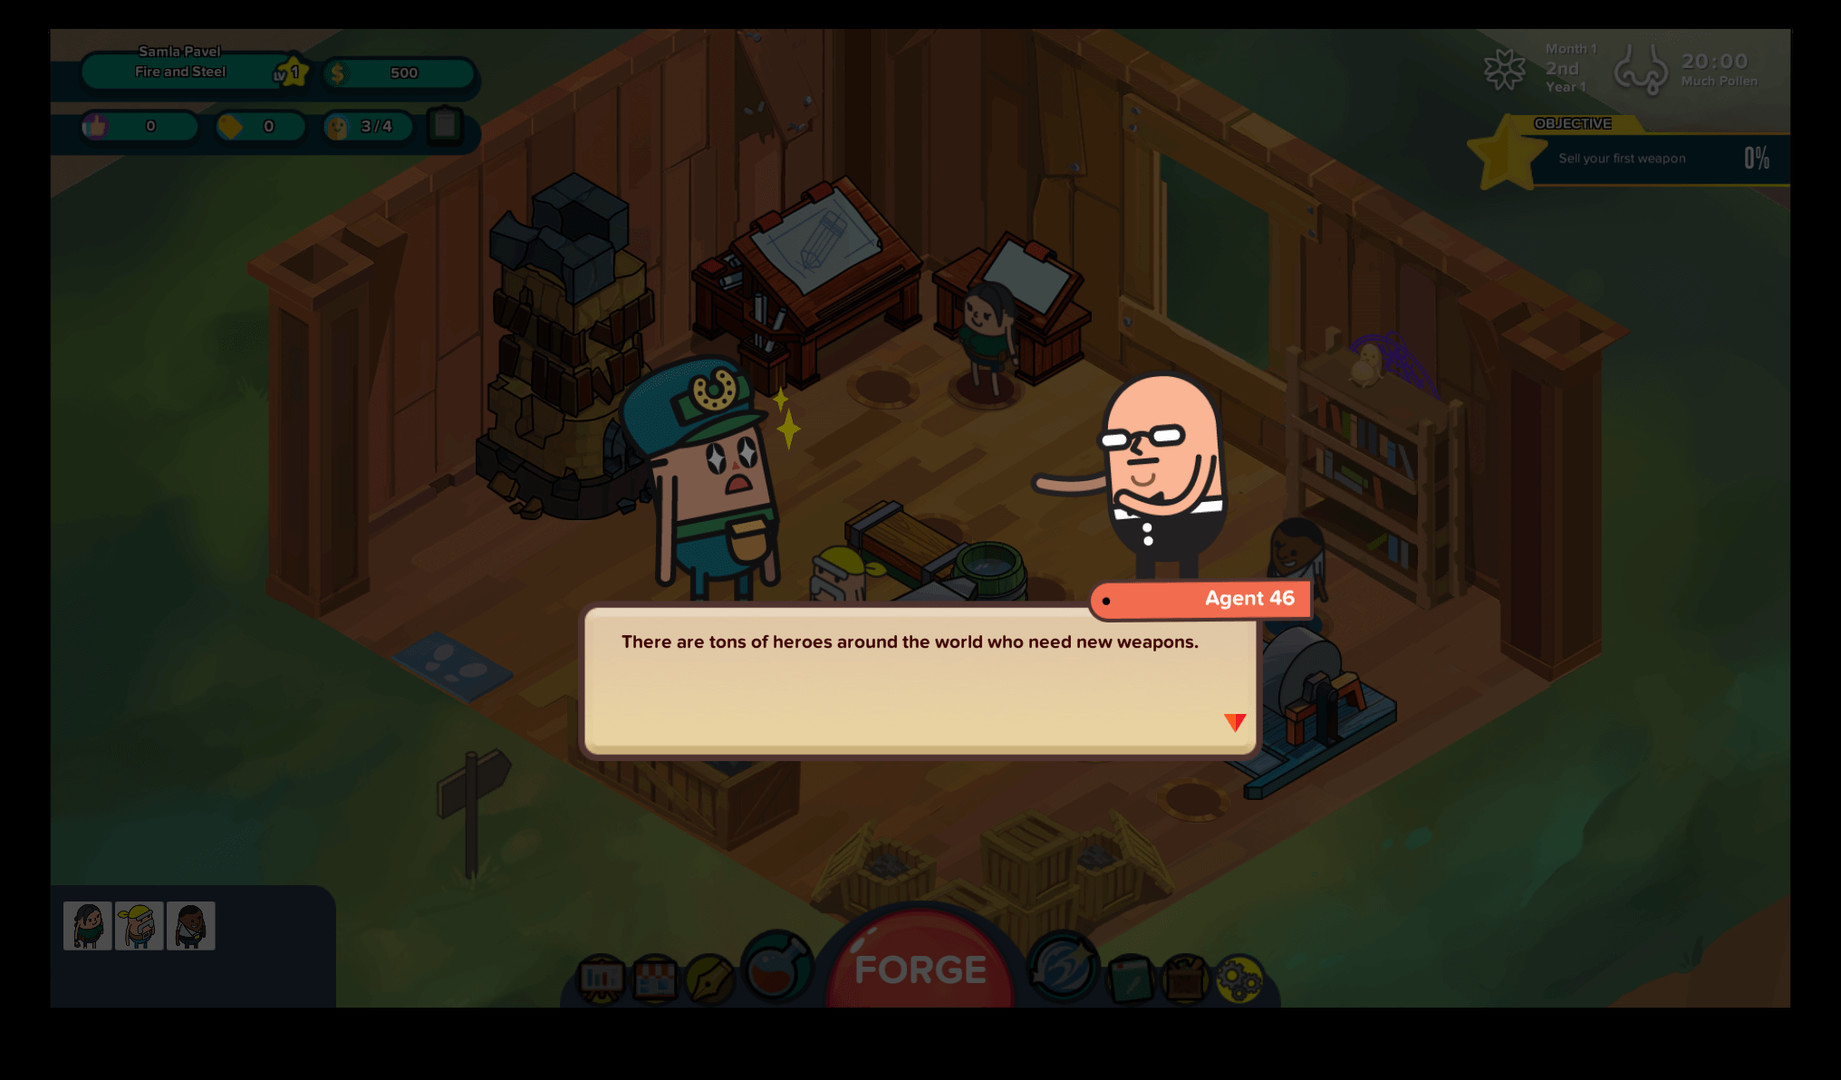 Samla Pavel
Fire and Steel
LV 1
$ 500
0
0
3 / 4
Month 1
2nd
Year 1
20:00
Much Pollen
OBJECTIVE
Sell your first weapon
0%
Agent 46
There are tons of heroes around the world who need new weapons.
FORGE